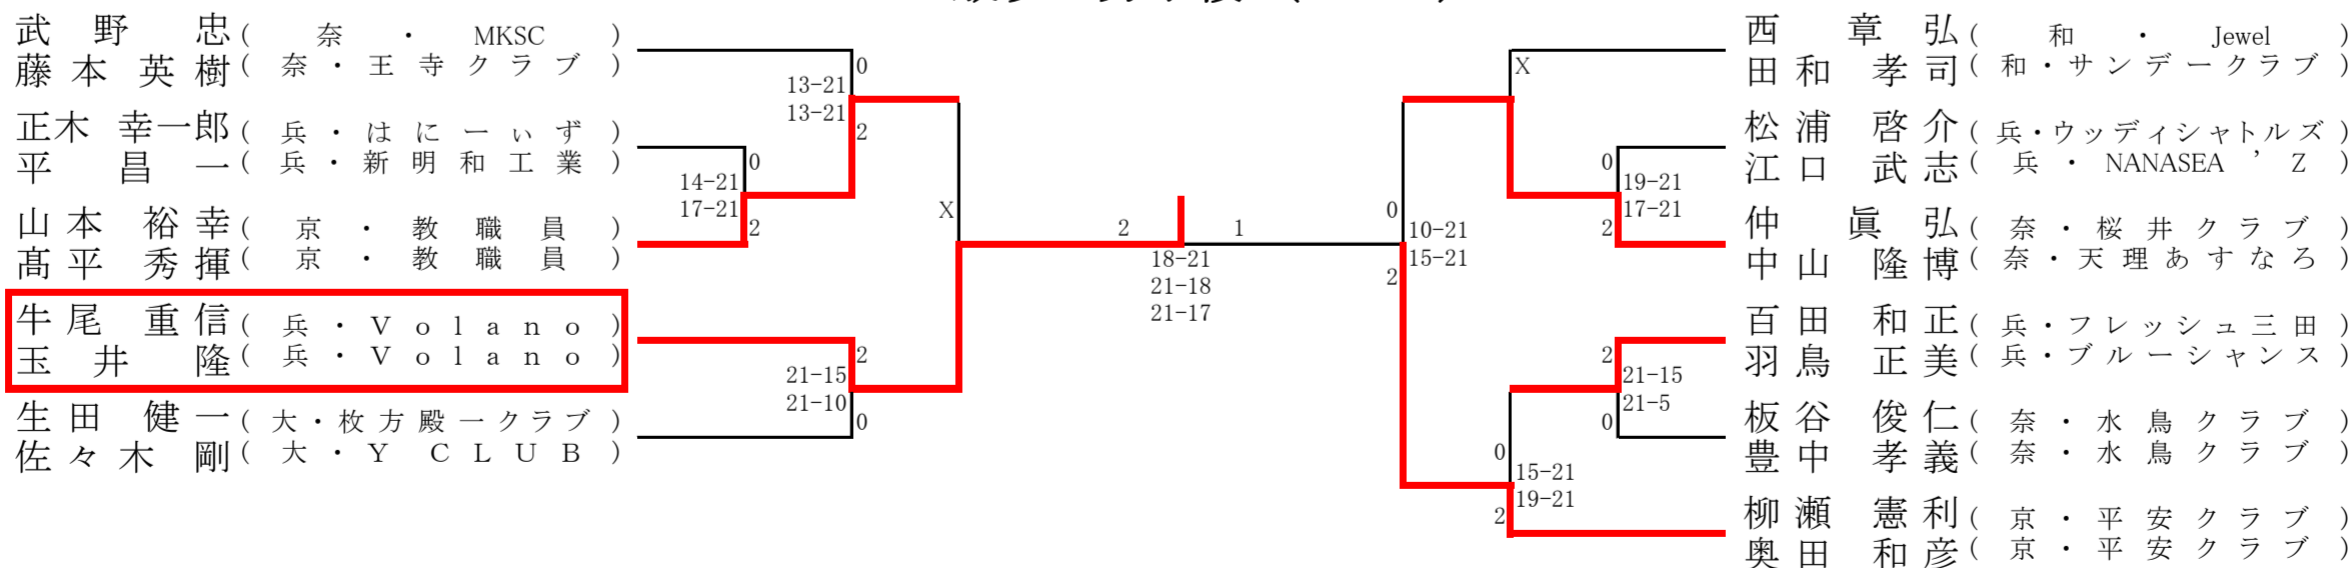 武野 忠 ( 奈 ・ MKSC )
藤本 英樹 ( 奈・王寺クラブ )
正木 幸一郎 ( 兵・はにーぃず )
平 昌一 ( 兵・新明和工業 )
山本 裕幸 ( 京・教職員 )
髙平 秀揮 ( 京・教職員 )
牛尾 重信 ( 兵・Volano )
玉井 隆 ( 兵・Volano )
生田 健一 ( 大・枚方殿一クラブ )
佐々木 剛 ( 大・Y CLUB )
0
13-21
13-21
2
0
14-21
17-21
2
X
2
21-15
21-10
0
2
1
18-21
21-18
21-17
0
10-21
15-21
2
X
0
19-21
17-21
2
2
21-15
21-5
0
0
15-21
19-21
2
西 章弘 ( 和 ・ Jewel )
田和 孝司 ( 和・サンデークラブ )
松浦 啓介 ( 兵・ウッディシャトルズ )
江口 武志 ( 兵・NANASEA ’ Z )
仲 眞弘 ( 奈・桜井クラブ )
中山 隆博 ( 奈・天理あすなろ )
百田 和正 ( 兵・フレッシュ三田 )
羽鳥 正美 ( 兵・ブルーシャンス )
板谷 俊仁 ( 奈・水鳥クラブ )
豊中 孝義 ( 奈・水鳥クラブ )
柳瀬 憲利 ( 京・平安クラブ )
奥田 和彦 ( 京・平安クラブ )